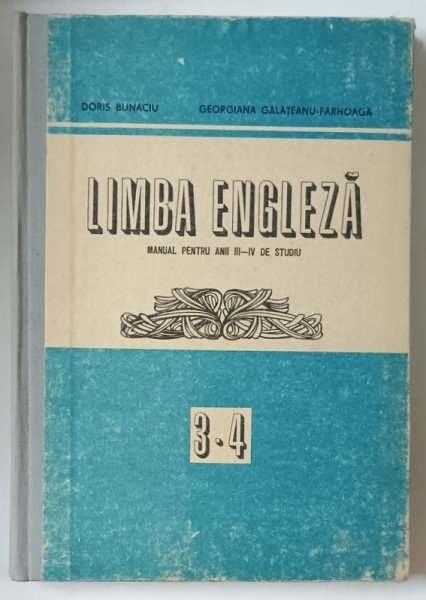 DORIS BUNACIU GEORGIANA GĂLĂŢEANU-FÂRNOAGĂ
LIMBA ENGLEZĂ
MANUAL PENTRU ANII III—IV DE STUDIU
3·4